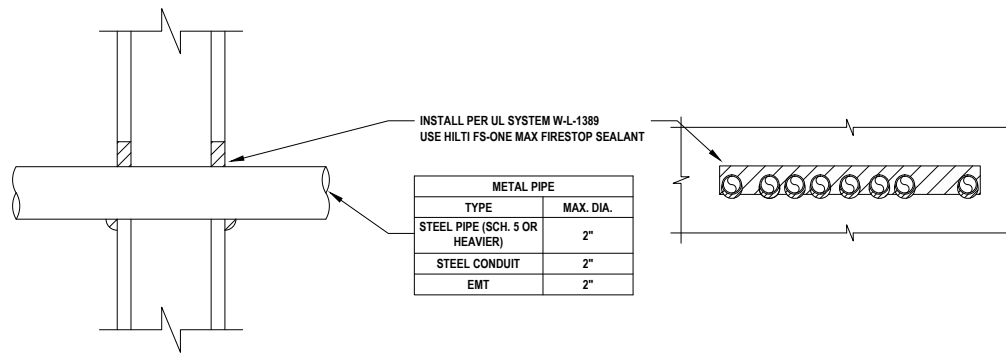 INSTALL PER UL SYSTEM W-L-1389
USE HILTI FS-ONE MAX FIRESTOP SEALANT
METAL PIPE
TYPE MAX. DIA.
STEEL PIPE (SCH. 5 OR
HEAVIER) 2"
STEEL CONDUIT 2"
EMT 2"